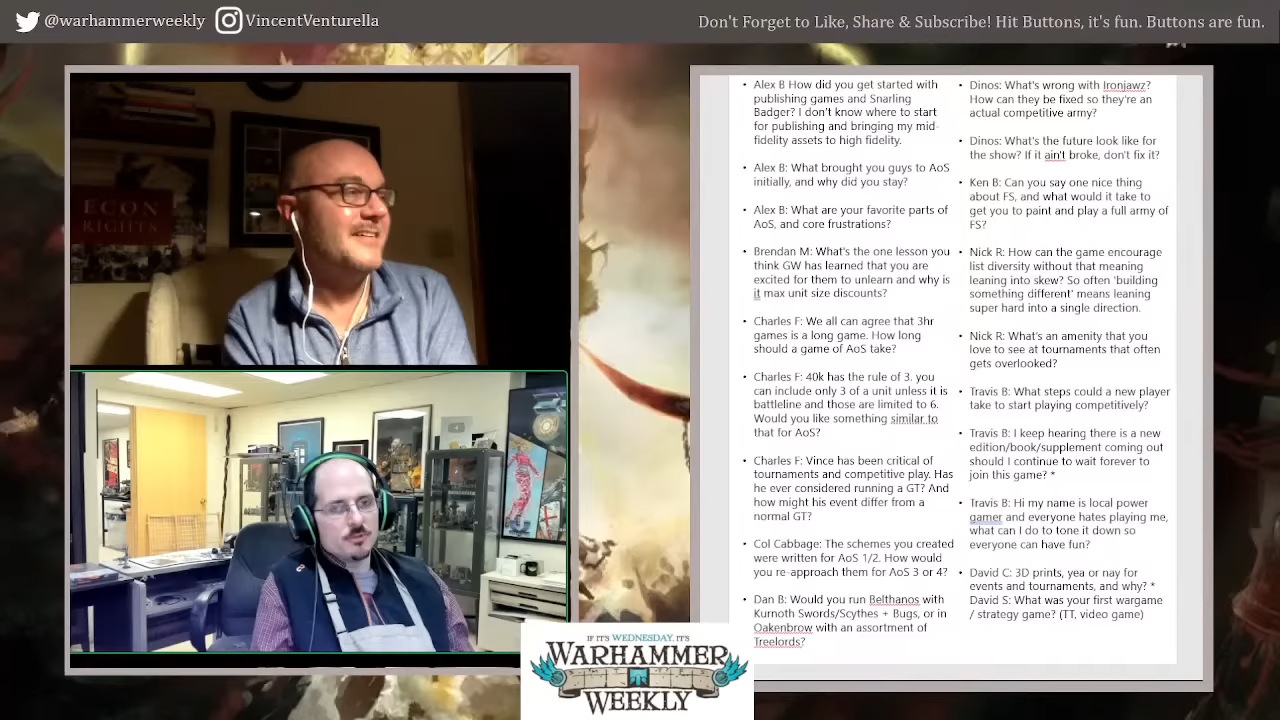 @warhammerweekly VincentVenturella
Don't Forget to Like, Share & Subscribe! Hit Buttons, it's fun. Buttons are fun.
ECON
RIGHTS
• Alex B How did you get started with
publishing games and Snarling
Badger? I don't know where to start
for publishing and bringing my mid-
fidelity assets to high fidelity.
• Alex B: What brought you guys to AoS
initially, and why did you stay?
• Alex B: What are your favorite parts of
AoS, and core frustrations?
• Brendan M: What's the one lesson you
think GW has learned that you are
excited for them to unlearn and why is
it max unit size discounts?
• Charles F: We all can agree that 3hr
games is a long game. How long
should a game of AoS take?
• Charles F: 40k has the rule of 3. you
can include only 3 of a unit unless it is
battleline and those are limited to 6.
Would you like something similar to
that for AoS?
• Charles F: Vince has been critical of
tournaments and competitive play. Has
he ever considered running a GT? And
how might his event differ from a
normal GT?
• Col Cabbage: The schemes you created
were written for AoS 1/2. How would
you re-approach them for AoS 3 or 4?
• Dan B: Would you run Belthanos with
Kurnoth Swords/Scythes + Bugs, or in
Oakenbrow with an assortment of
Treelords?
• Dinos: What's wrong with Ironjawz?
How can they be fixed so they're an
actual competitive army?
• Dinos: What's the future look like for
the show? If it ain't broke, don't fix it?
• Ken B: Can you say one nice thing
about FS, and what would it take to
get you to paint and play a full army of
FS?
• Nick R: How can the game encourage
list diversity without that meaning
leaning into skew? So often 'building
something different' means leaning
super hard into a single direction.
• Nick R: What's an amenity that you
love to see at tournaments that often
gets overlooked?
• Travis B: What steps could a new player
take to start playing competitively?
• Travis B: I keep hearing there is a new
edition/book/supplement coming out
should I continue to wait forever to
join this game? *
• Travis B: Hi my name is local power
gamer and everyone hates playing me,
what can I do to tone it down so
everyone can have fun?
• David C: 3D prints, yea or nay for
events and tournaments, and why? *
• David S: What was your first wargame
/ strategy game? (TT, video game)
IF IT'S WEDNESDAY, IT'S
WARHAMMER
WEEKLY